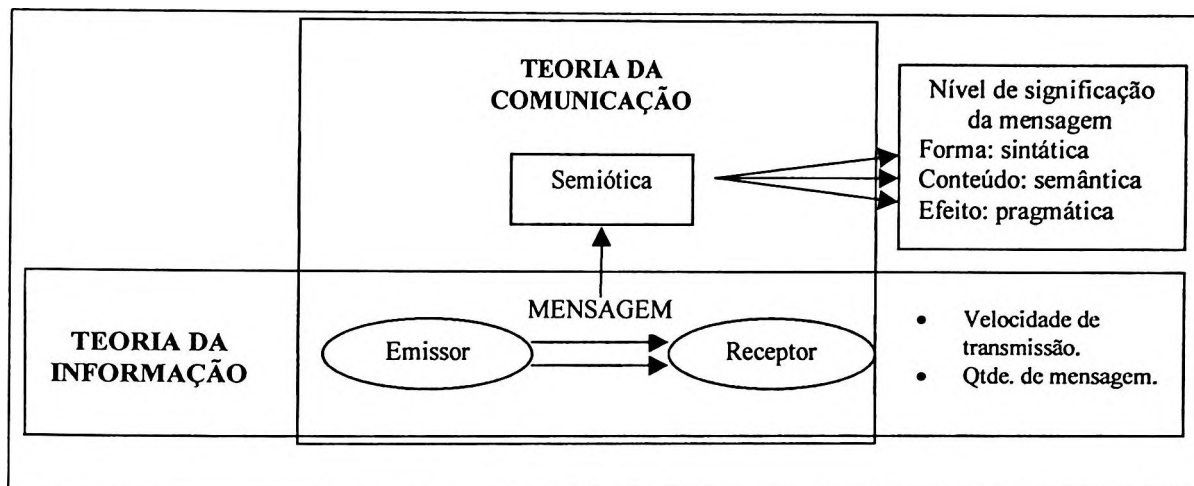 TEORIA DA
COMUNICAÇÃO
Nível de significação
da mensagem
Forma: sintática
Conteúdo: semântica
Efeito: pragmática
Semiótica
MENSAGEM
TEORIA DA
INFORMAÇÃO
Emissor
Receptor
• Velocidade de
transmissão.
• Qtde. de mensagem.